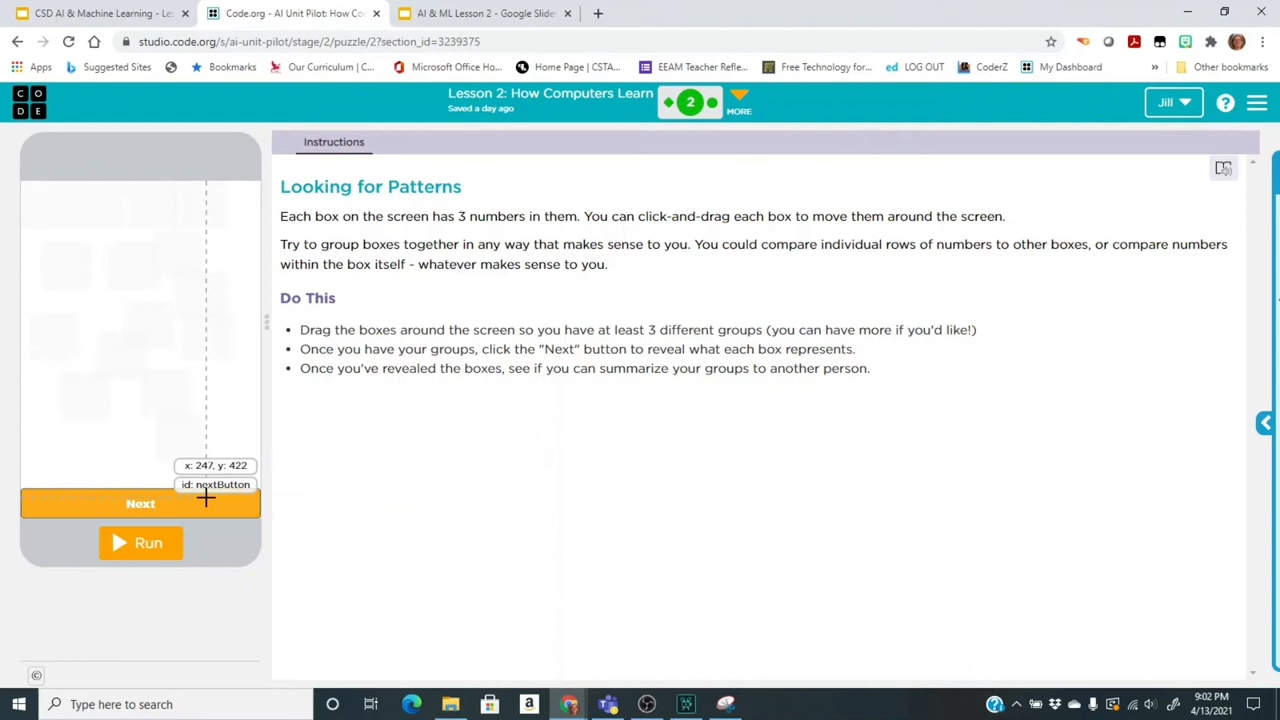 CSD AI & Machine Learning - Les
Code.org - AI Unit Pilot: How Co
AI & ML Lesson 2 - Google Slide
studio.code.org/s/ai-unit-pilot/stage/2/puzzle/2?section_id=3239375
Apps
Suggested Sites
Bookmarks
Our Curriculum | C...
Microsoft Office Ho...
Home Page | CSTA...
EEAM Teacher Refle...
Free Technology for...
ed LOG OUT
CoderZ
My Dashboard
»
Other bookmarks
C O
D E
Lesson 2: How Computers Learn
Saved a day ago
2
MORE
Jill
?
Instructions
Looking for Patterns
Each box on the screen has 3 numbers in them. You can click-and-drag each box to move them around the screen.
Try to group boxes together in any way that makes sense to you. You could compare individual rows of numbers to other boxes, or compare numbers
within the box itself - whatever makes sense to you.
Do This
• Drag the boxes around the screen so you have at least 3 different groups (you can have more if you'd like!)
• Once you have your groups, click the "Next" button to reveal what each box represents.
• Once you've revealed the boxes, see if you can summarize your groups to another person.
x: 247, y: 422
id: nextButton
Next
Run
©
Type here to search
9:02 PM
4/13/2021